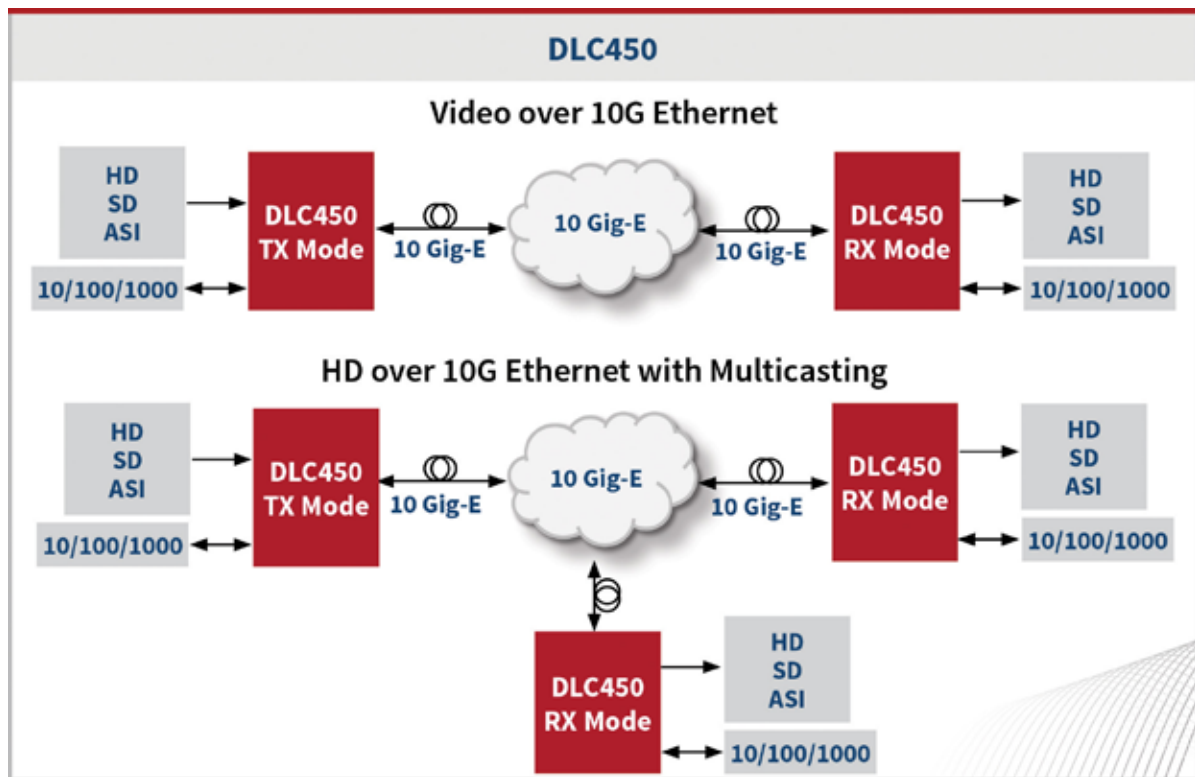 DLC450
Video over 10G Ethernet
HD
SD
ASI
10/100/1000
DLC450
TX Mode
10 Gig-E
10 Gig-E
10 Gig-E
DLC450
RX Mode
HD
SD
ASI
10/100/1000
HD over 10G Ethernet with Multicasting
HD
SD
ASI
10/100/1000
DLC450
TX Mode
10 Gig-E
10 Gig-E
10 Gig-E
DLC450
RX Mode
HD
SD
ASI
10/100/1000
DLC450
RX Mode
HD
SD
ASI
10/100/1000